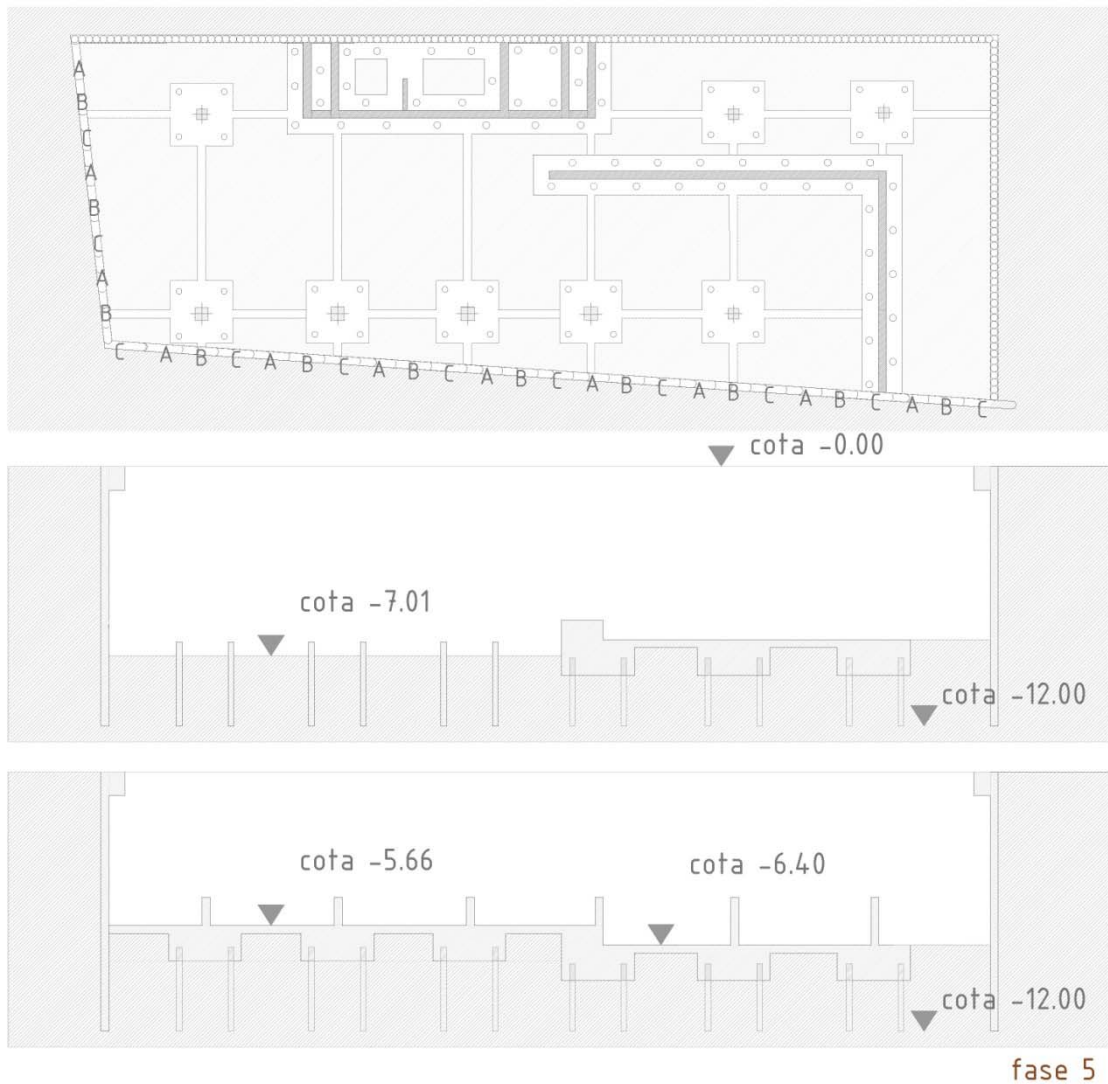 A
B
C
A
B
C
A
B
C A B C A B C A B C A B C A B C A B C A B C A B C
cota -0.00
cota -7.01
cota -12.00
cota -5.66
cota -6.40
cota -12.00
fase 5